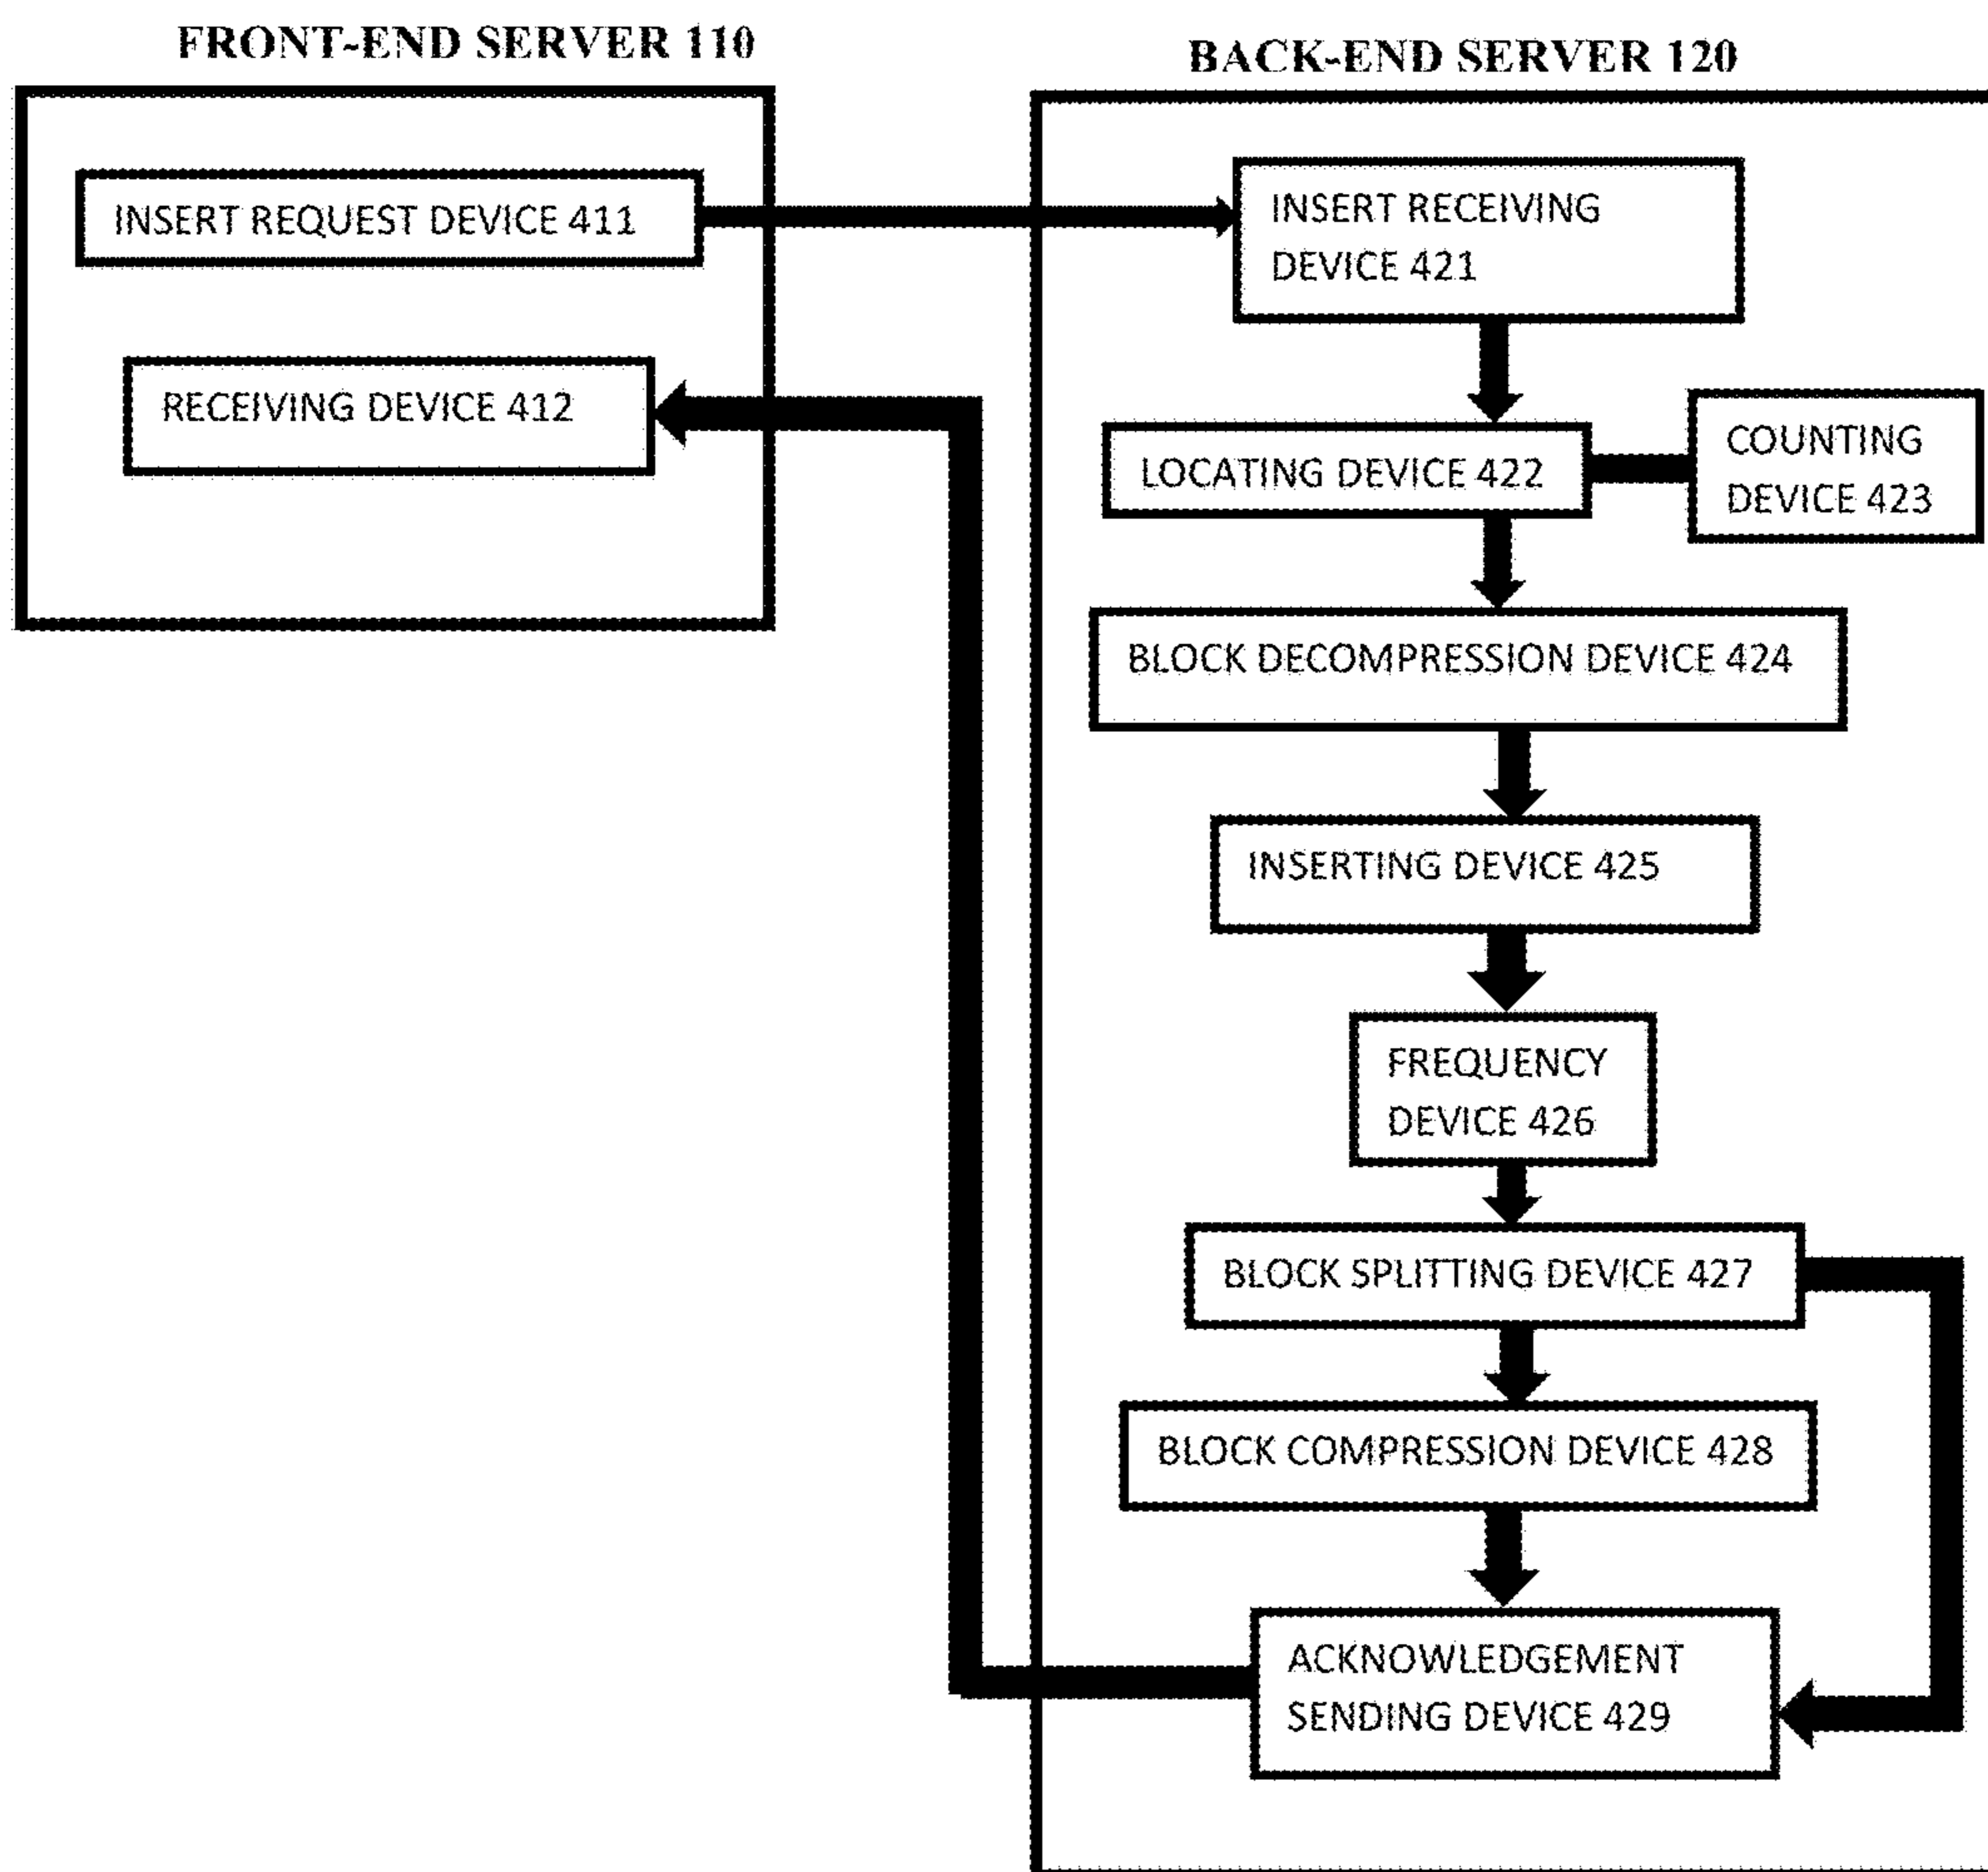 FRONT-END SERVER 110
BACK-END SERVER 120
INSERT REQUEST DEVICE 411
RECEIVING DEVICE 412
INSERT RECEIVING
DEVICE 421
LOCATING DEVICE 422
COUNTING
DEVICE 423
BLOCK DECOMPRESSION DEVICE 424
INSERTING DEVICE 425
FREQUENCY
DEVICE 426
BLOCK SPLITTING DEVICE 427
BLOCK COMPRESSION DEVICE 428
ACKNOWLEDGEMENT
SENDING DEVICE 429